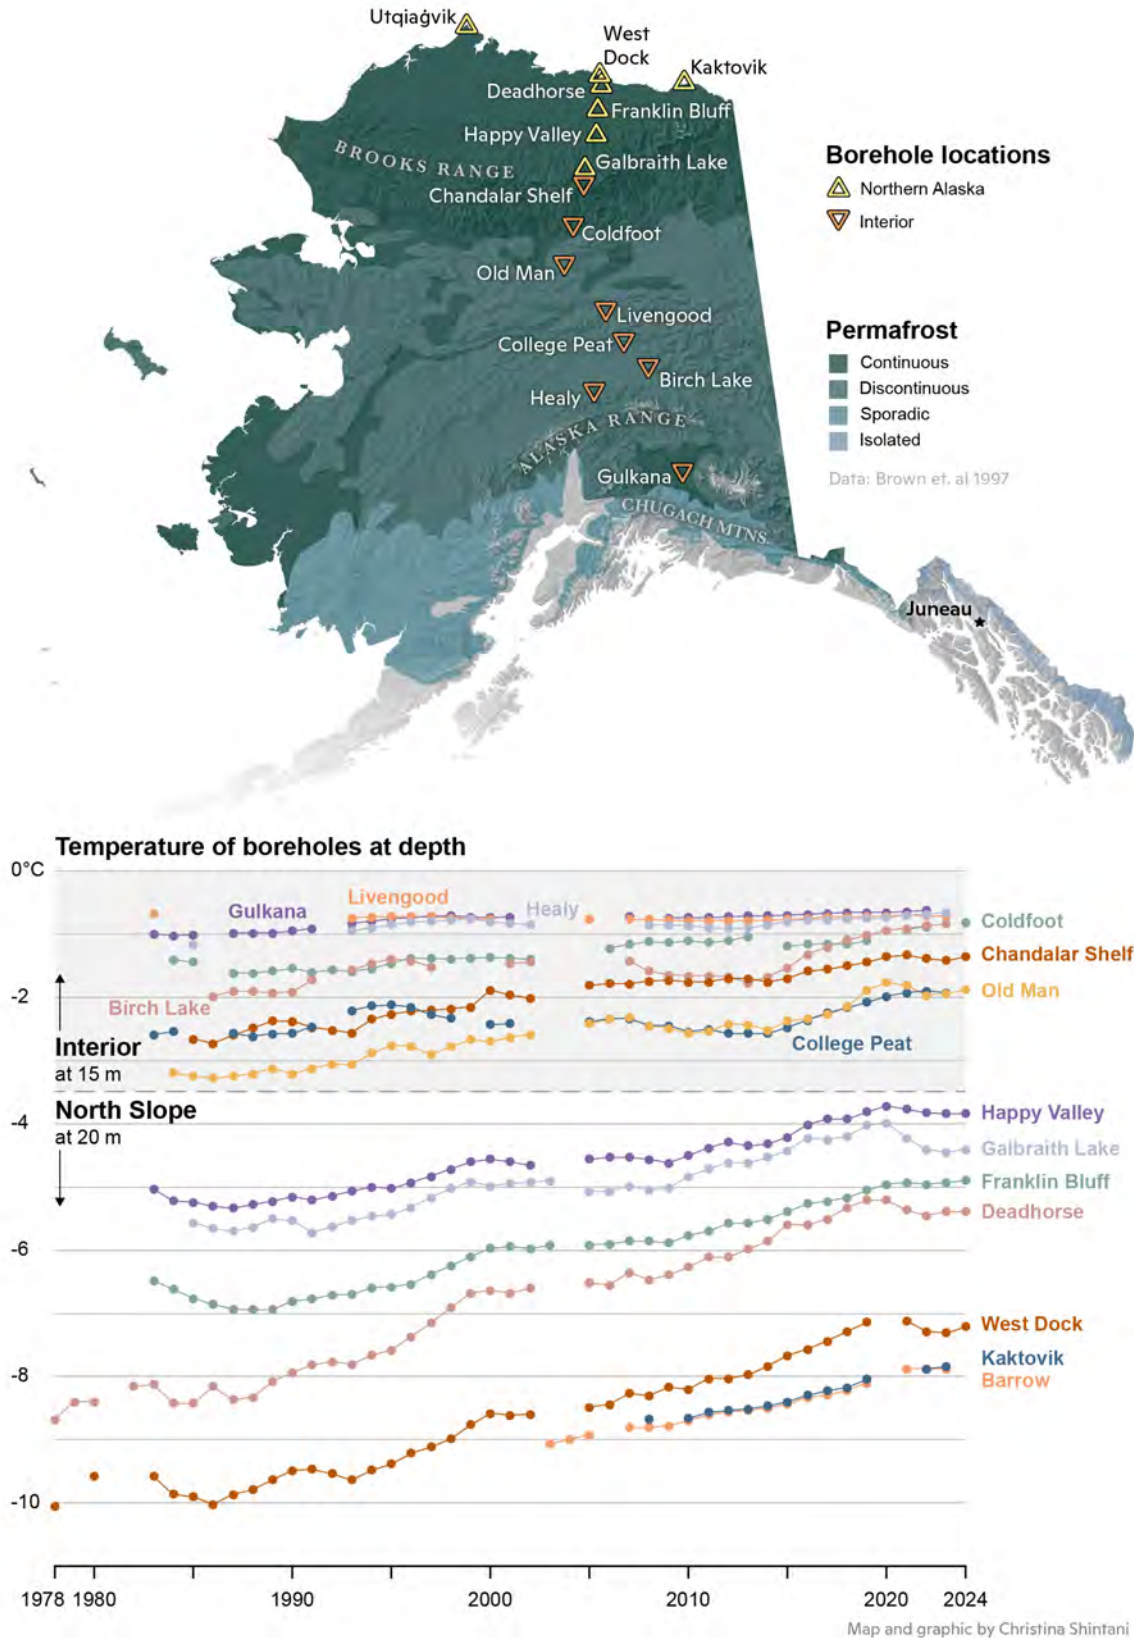 Utqiaġvik
West
Dock
Kaktovik
Deadhorse
Franklin Bluff
Happy Valley
BROOKS RANGE
Galbraith Lake
Chandalar Shelf
Coldfoot
Old Man
Livengood
College Peat
Birch Lake
Healy
ALASKA RANGE
Gulkana
CHUGACH MTNS.
Juneau
Borehole locations
Northern Alaska
Interior
Permafrost
Continuous
Discontinuous
Sporadic
Isolated
Data: Brown et. al 1997
Temperature of boreholes at depth
0°C
Gulkana
Livengood
Healy
Coldfoot
Chandalar Shelf
-2
Old Man
Birch Lake
College Peat
Interior
at 15 m
North Slope
at 20 m
-4
Happy Valley
Galbraith Lake
Franklin Bluff
Deadhorse
-6
West Dock
Kaktovik
Barrow
-8
-10
1978 1980 1990 2000 2010 2020 2024
Map and graphic by Christina Shintani